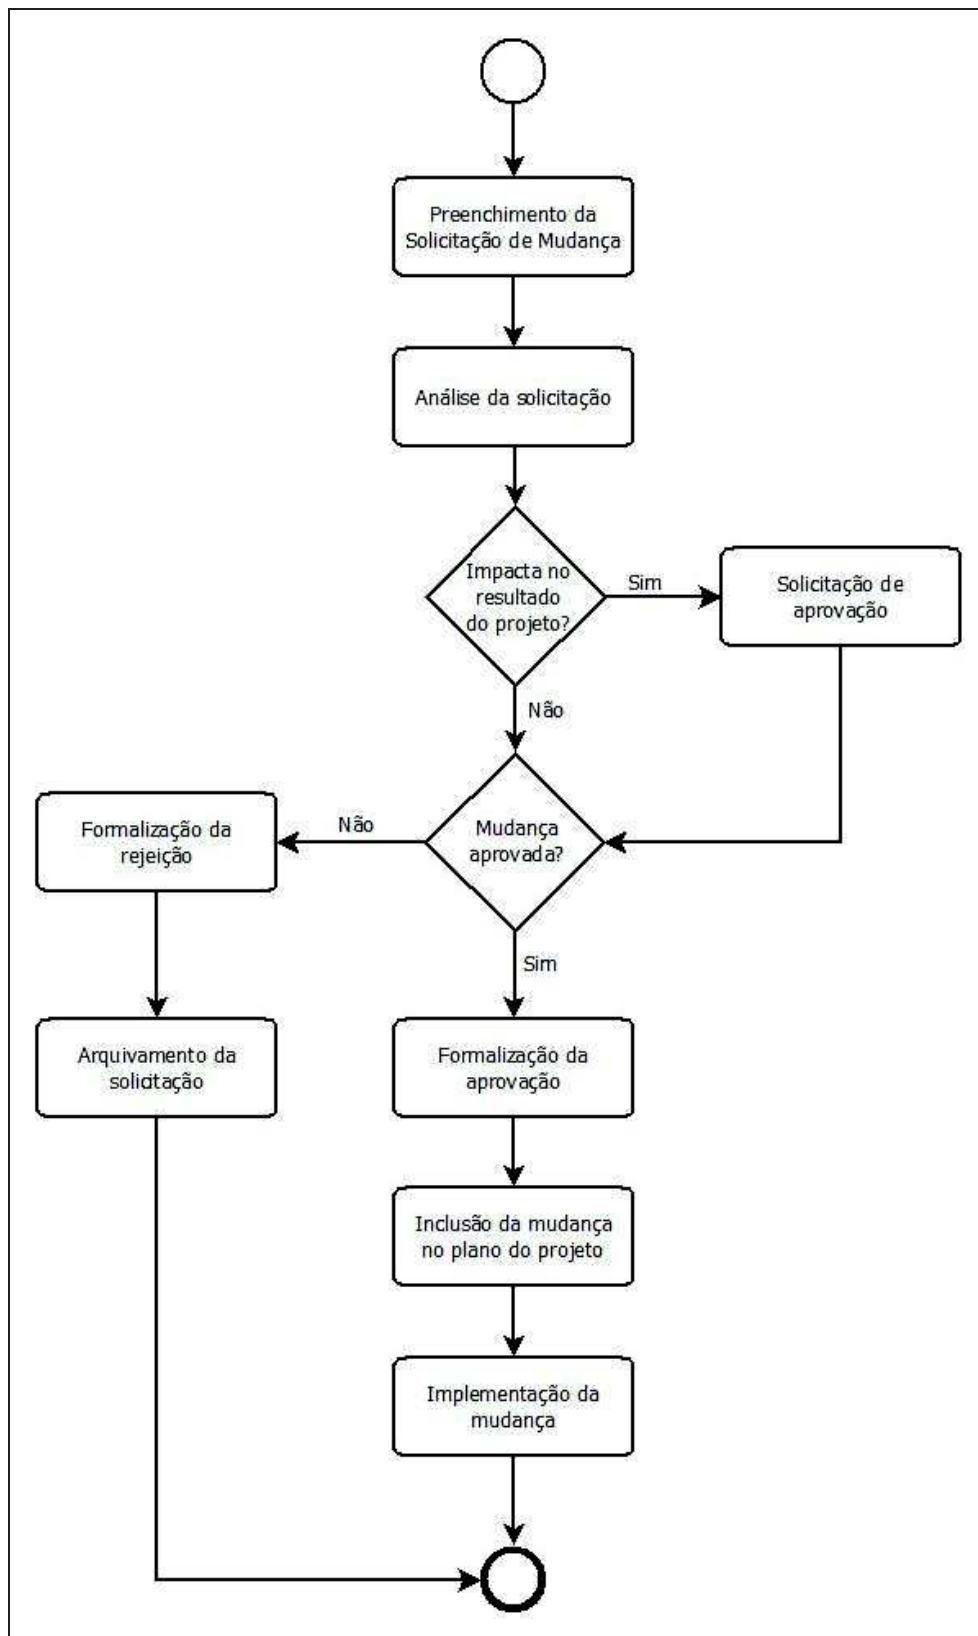 Preenchimento da
Solicitação de Mudança
Análise da solicitação
Impacta no
resultado
do projeto?
Sim
Solicitação de
aprovação
Não
Mudança
aprovada?
Não
Formalização da
rejeição
Sim
Arquivamento da
solicitação
Formalização da
aprovação
Inclusão da mudança
no plano do projeto
Implementação da
mudança